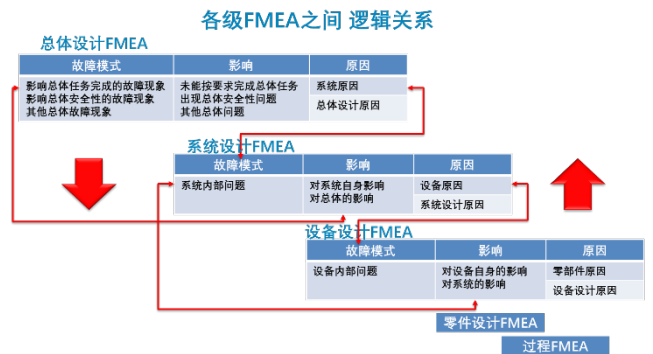 各级FMEA之间 逻辑关系
总体设计FMEA
故障模式 影响 原因
影响总体任务完成的故障现象 未能按要求完成总体任务 系统原因
影响总体安全性的故障现象 出现总体安全性问题 总体设计原因
其他总体故障现象 其他总体问题
系统设计FMEA
故障模式 影响 原因
系统内部问题 对系统自身影响 设备原因
对总体的影响 系统设计原因
设备设计FMEA
故障模式 影响 原因
设备内部问题 对设备自身的影响 零部件原因
对系统的影响 设备设计原因
零件设计FMEA
过程FMEA